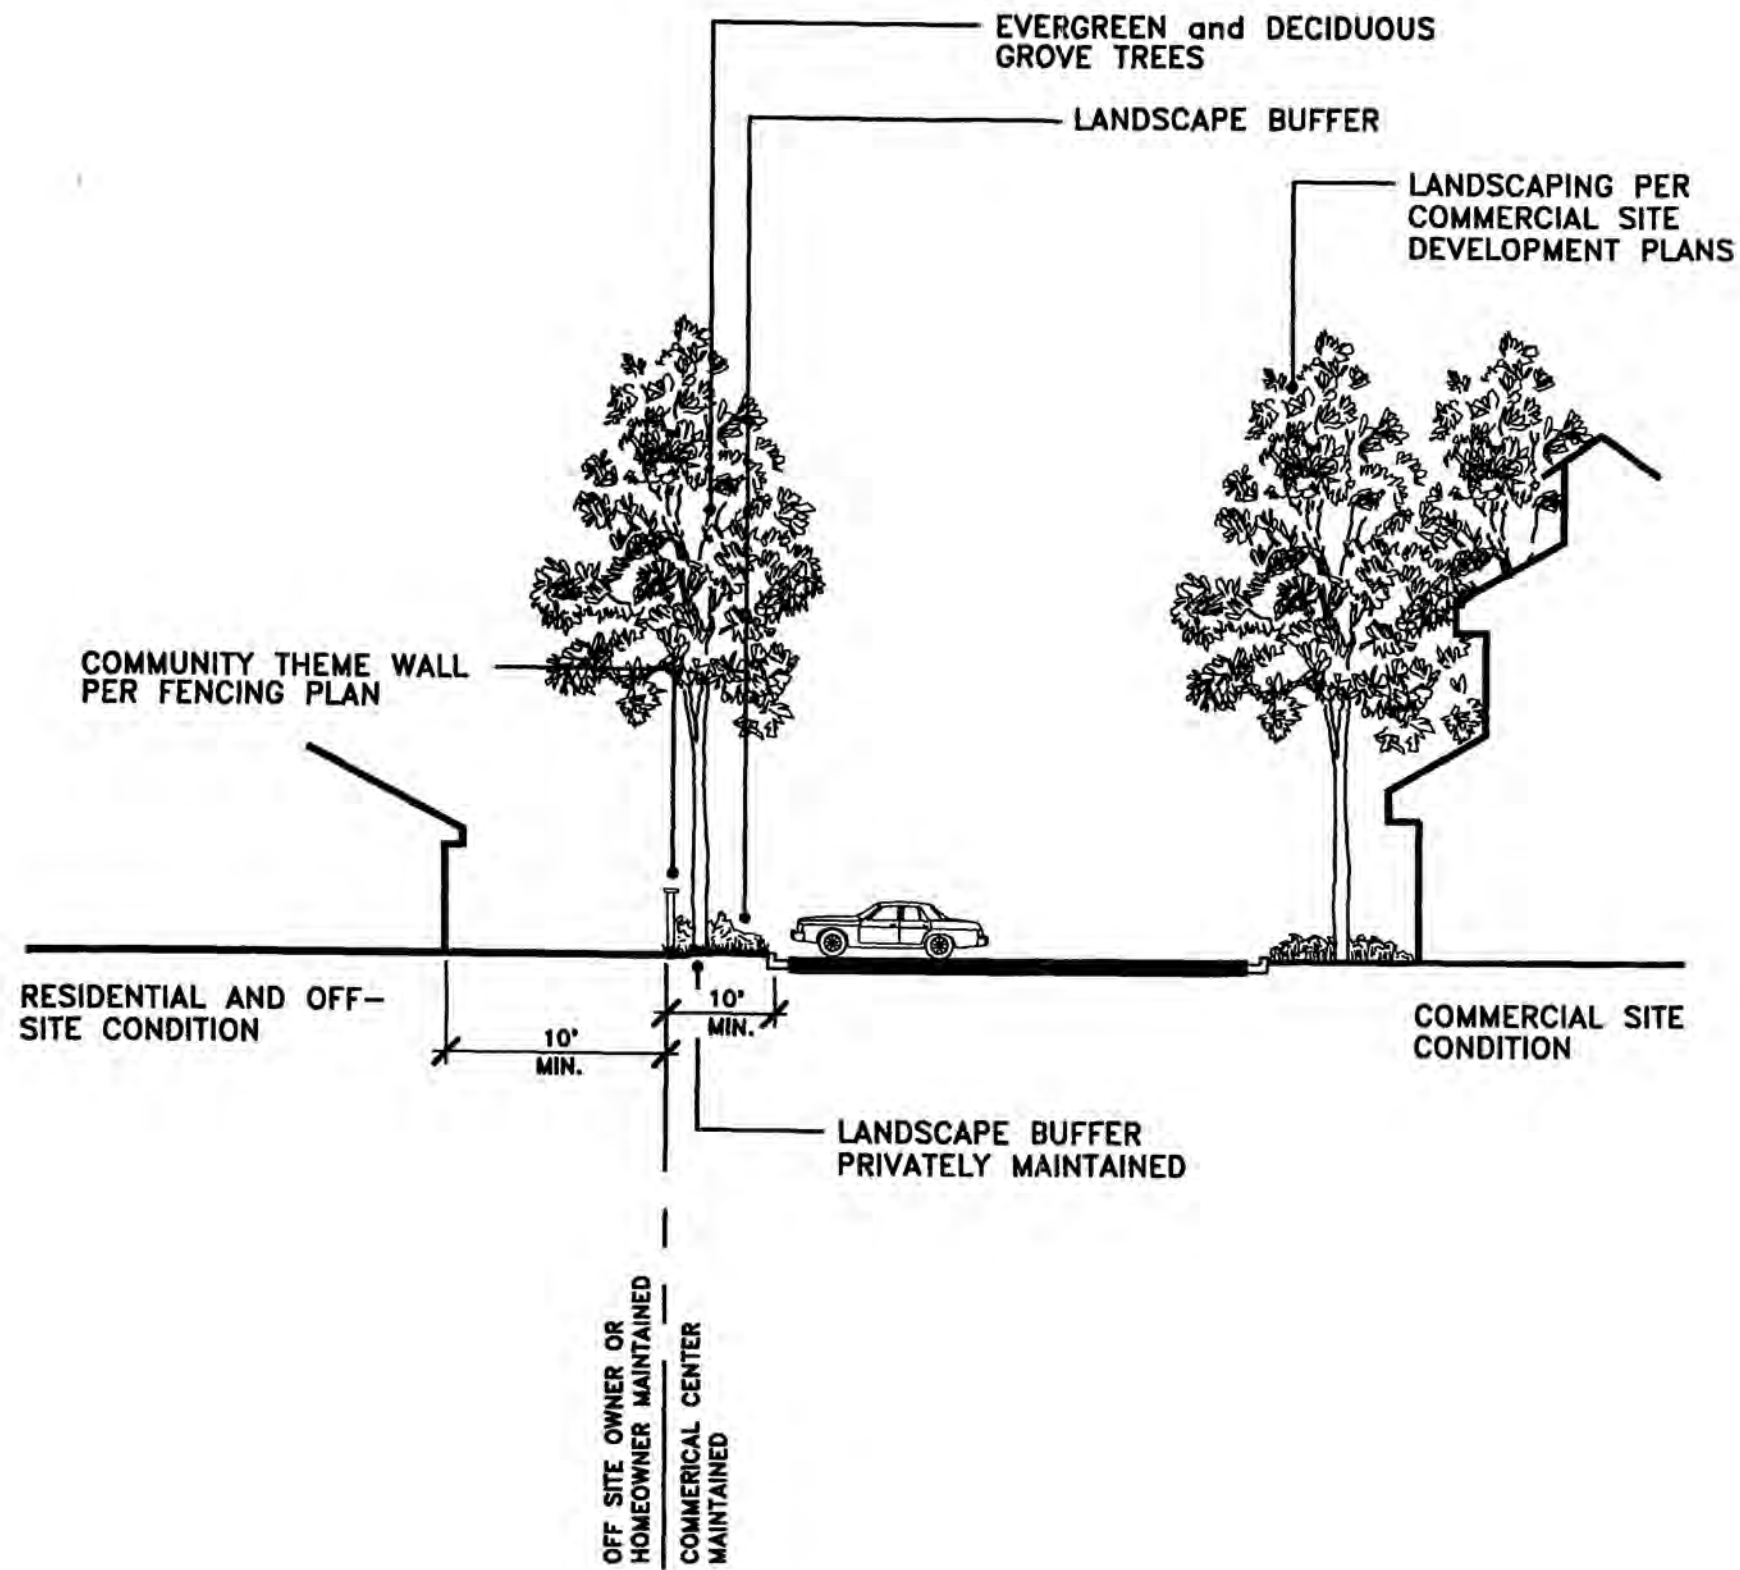 EVERGREEN and DECIDUOUS
GROVE TREES
LANDSCAPE BUFFER
LANDSCAPING PER
COMMERCIAL SITE
DEVELOPMENT PLANS
COMMUNITY THEME WALL
PER FENCING PLAN
RESIDENTIAL AND OFF-
SITE CONDITION
10'
MIN.
10'
MIN.
COMMERCIAL SITE
CONDITION
LANDSCAPE BUFFER
PRIVATELY MAINTAINED
OFF SITE OWNER OR
HOMEOWNER MAINTAINED
COMMERICAL CENTER
MAINTAINED